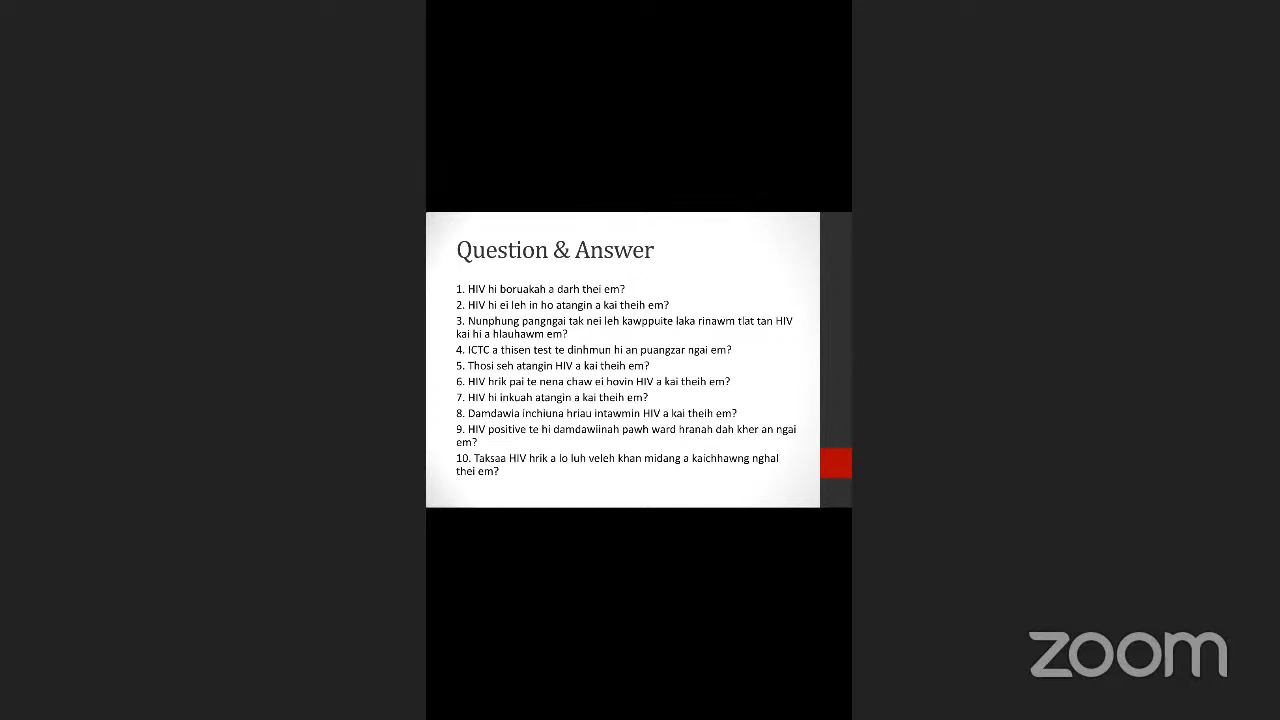 Question & Answer
1. HIV hi boruakah a darh thei em?
2. HIV hi ei leh in ho atangin a kai theih em?
3. Nunphung pangngai tak nei leh kawppuite laka rinawm tlat tan HIV
kai hi a hlauhawm em?
4. ICTC a thisen test te dinhmun hi an puangzar ngai em?
5. Thosi seh atangin HIV a kai theih em?
6. HIV hrik pai te nena chaw ei hovin HIV a kai theih em?
7. HIV hi inkuah atangin a kai theih em?
8. Damdawia inchiuna hriau intawmin HIV a kai theih em?
9. HIV positive te hi damdawiinah pawh ward hranah dah kher an ngai
em?
10. Taksaa HIV hrik a lo luh veleh khan midang a kaichhawng nghal
thei em?
zoom